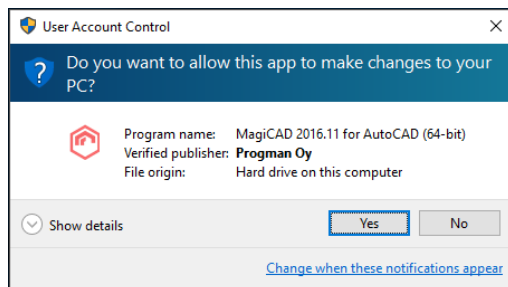 User Account Control
Do you want to allow this app to make changes to your
PC?
Program name: MagiCAD 2016.11 for AutoCAD (64-bit)
Verified publisher: Progman Oy
File origin: Hard drive on this computer
Show details
Yes
No
Change when these notifications appear